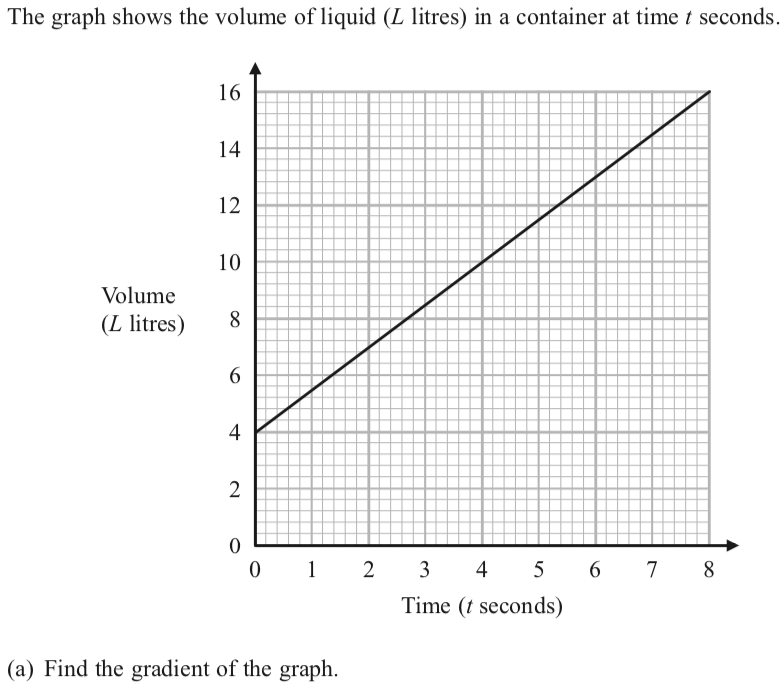 The graph shows the volume of liquid (L litres) in a container at time t seconds.
16
14
12
10
Volume
(L litres)
8
6
4
2
0
0 1 2 3 4 5 6 7 8
Time (t seconds)
(a) Find the gradient of the graph.